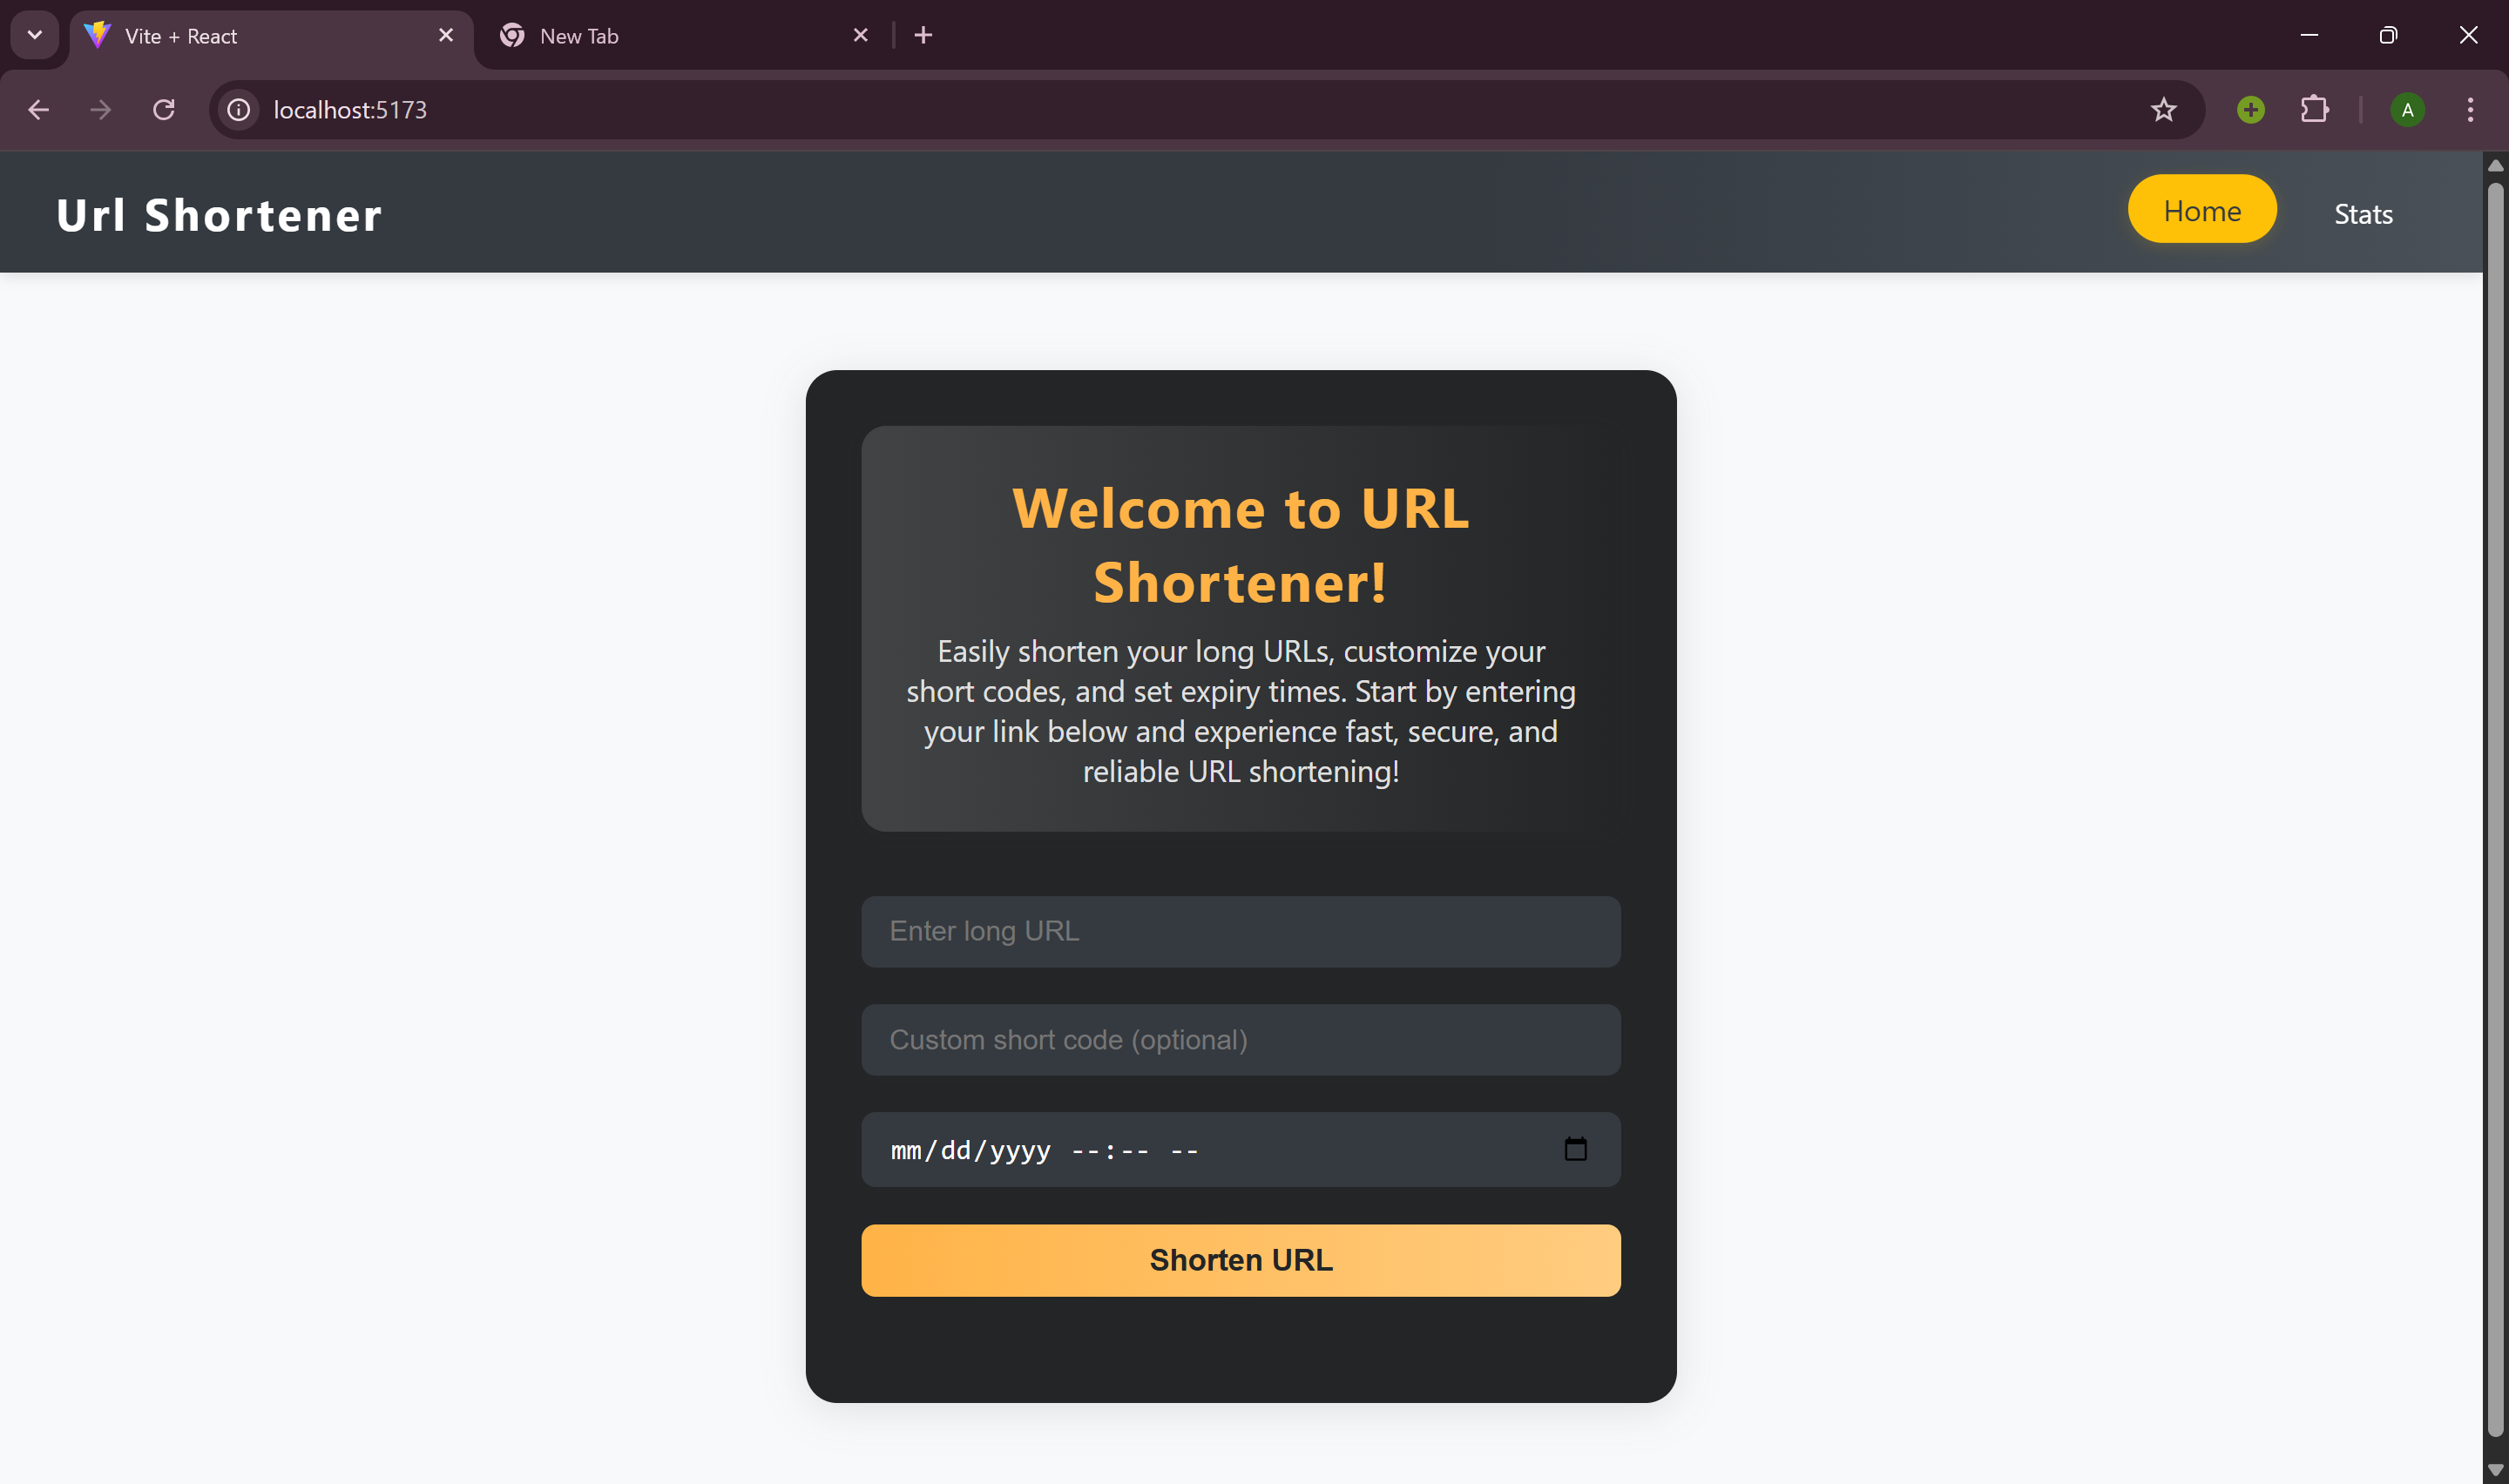 Vite + React
New Tab
localhost:5173
Url Shortener
Home
Stats
Welcome to URL
Shortener!
Easily shorten your long URLs, customize your
short codes, and set expiry times. Start by entering
your link below and experience fast, secure, and
reliable URL shortening!
Enter long URL
Custom short code (optional)
mm/dd/yyyy --:-- --
Shorten URL
A